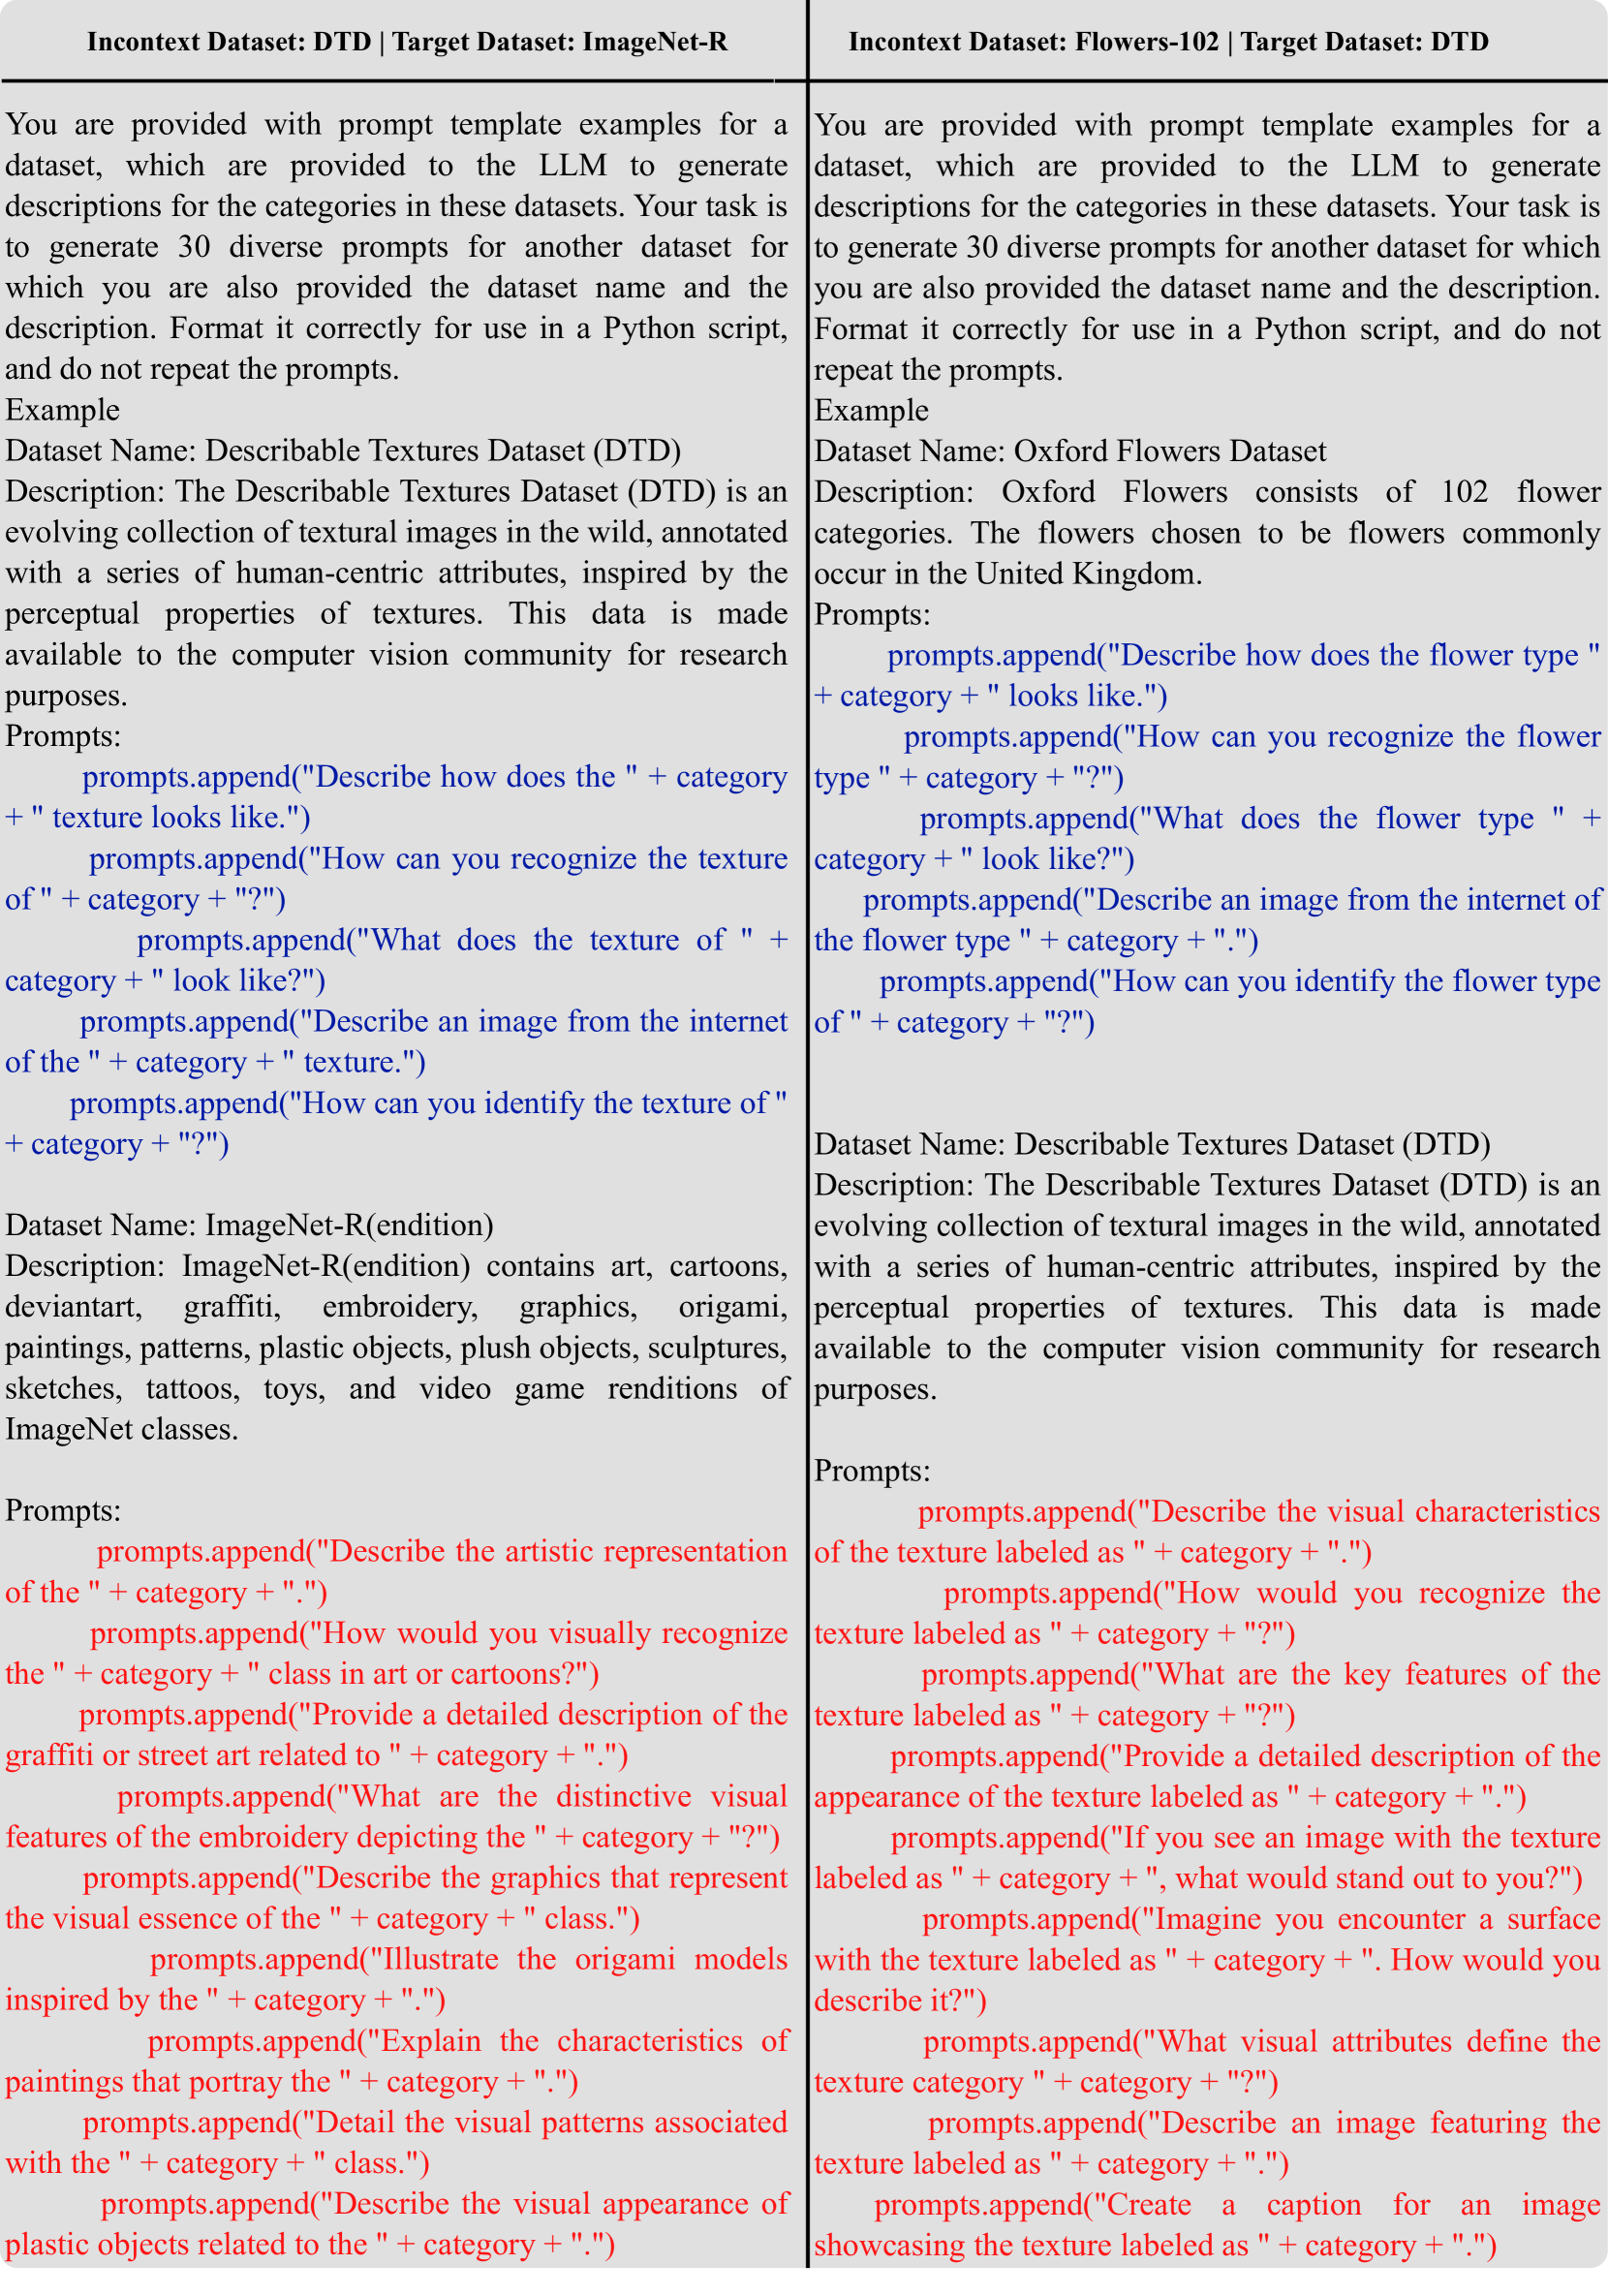 Incontext Dataset: DTD | Target Dataset: ImageNet-R
You are provided with prompt template examples for a
dataset, which are provided to the LLM to generate
descriptions for the categories in these datasets. Your task is
to generate 30 diverse prompts for another dataset for
which you are also provided the dataset name and the
description. Format it correctly for use in a Python script,
and do not repeat the prompts.
Example
Dataset Name: Describable Textures Dataset (DTD)
Description: The Describable Textures Dataset (DTD) is an
evolving collection of textural images in the wild, annotated
with a series of human-centric attributes, inspired by the
perceptual properties of textures. This data is made
available to the computer vision community for research
purposes.
Prompts:
prompts.append("Describe how does the " + category
+ " texture looks like.")
prompts.append("How can you recognize the texture
of " + category + "?")
prompts.append("What does the texture of " +
category + " look like?")
prompts.append("Describe an image from the internet
of the " + category + " texture.")
prompts.append("How can you identify the texture of "
+ category + "?")
Dataset Name: ImageNet-R(endition)
Description: ImageNet-R(endition) contains art, cartoons,
deviantart, graffiti, embroidery, graphics, origami,
paintings, patterns, plastic objects, plush objects, sculptures,
sketches, tattoos, toys, and video game renditions of
ImageNet classes.
Prompts:
prompts.append("Describe the artistic representation
of the " + category + ".")
prompts.append("How would you visually recognize
the " + category + " class in art or cartoons?")
prompts.append("Provide a detailed description of the
graffiti or street art related to " + category + ".")
prompts.append("What are the distinctive visual
features of the embroidery depicting the " + category + "?")
prompts.append("Describe the graphics that represent
the visual essence of the " + category + " class.")
prompts.append("Illustrate the origami models
inspired by the " + category + ".")
prompts.append("Explain the characteristics of
paintings that portray the " + category + ".")
prompts.append("Detail the visual patterns associated
with the " + category + " class.")
prompts.append("Describe the visual appearance of
plastic objects related to the " + category + ".")
Incontext Dataset: Flowers-102 | Target Dataset: DTD
You are provided with prompt template examples for a
dataset, which are provided to the LLM to generate
descriptions for the categories in these datasets. Your task is
to generate 30 diverse prompts for another dataset for which
you are also provided the dataset name and the description.
Format it correctly for use in a Python script, and do not
repeat the prompts.
Example
Dataset Name: Oxford Flowers Dataset
Description: Oxford Flowers consists of 102 flower
categories. The flowers chosen to be flowers commonly
occur in the United Kingdom.
Prompts:
prompts.append("Describe how does the flower type "
+ category + " looks like.")
prompts.append("How can you recognize the flower
type " + category + "?")
prompts.append("What does the flower type " +
category + " look like?")
prompts.append("Describe an image from the internet of
the flower type " + category + ".")
prompts.append("How can you identify the flower type
of " + category + "?")
Dataset Name: Describable Textures Dataset (DTD)
Description: The Describable Textures Dataset (DTD) is an
evolving collection of textural images in the wild, annotated
with a series of human-centric attributes, inspired by the
perceptual properties of textures. This data is made
available to the computer vision community for research
purposes.
Prompts:
prompts.append("Describe the visual characteristics
of the texture labeled as " + category + ".")
prompts.append("How would you recognize the
texture labeled as " + category + "?")
prompts.append("What are the key features of the
texture labeled as " + category + "?")
prompts.append("Provide a detailed description of the
appearance of the texture labeled as " + category + ".")
prompts.append("If you see an image with the texture
labeled as " + category + ", what would stand out to you?")
prompts.append("Imagine you encounter a surface
with the texture labeled as " + category + ". How would you
describe it?")
prompts.append("What visual attributes define the
texture category " + category + "?")
prompts.append("Describe an image featuring the
texture labeled as " + category + ".")
prompts.append("Create a caption for an image
showcasing the texture labeled as " + category + ".")